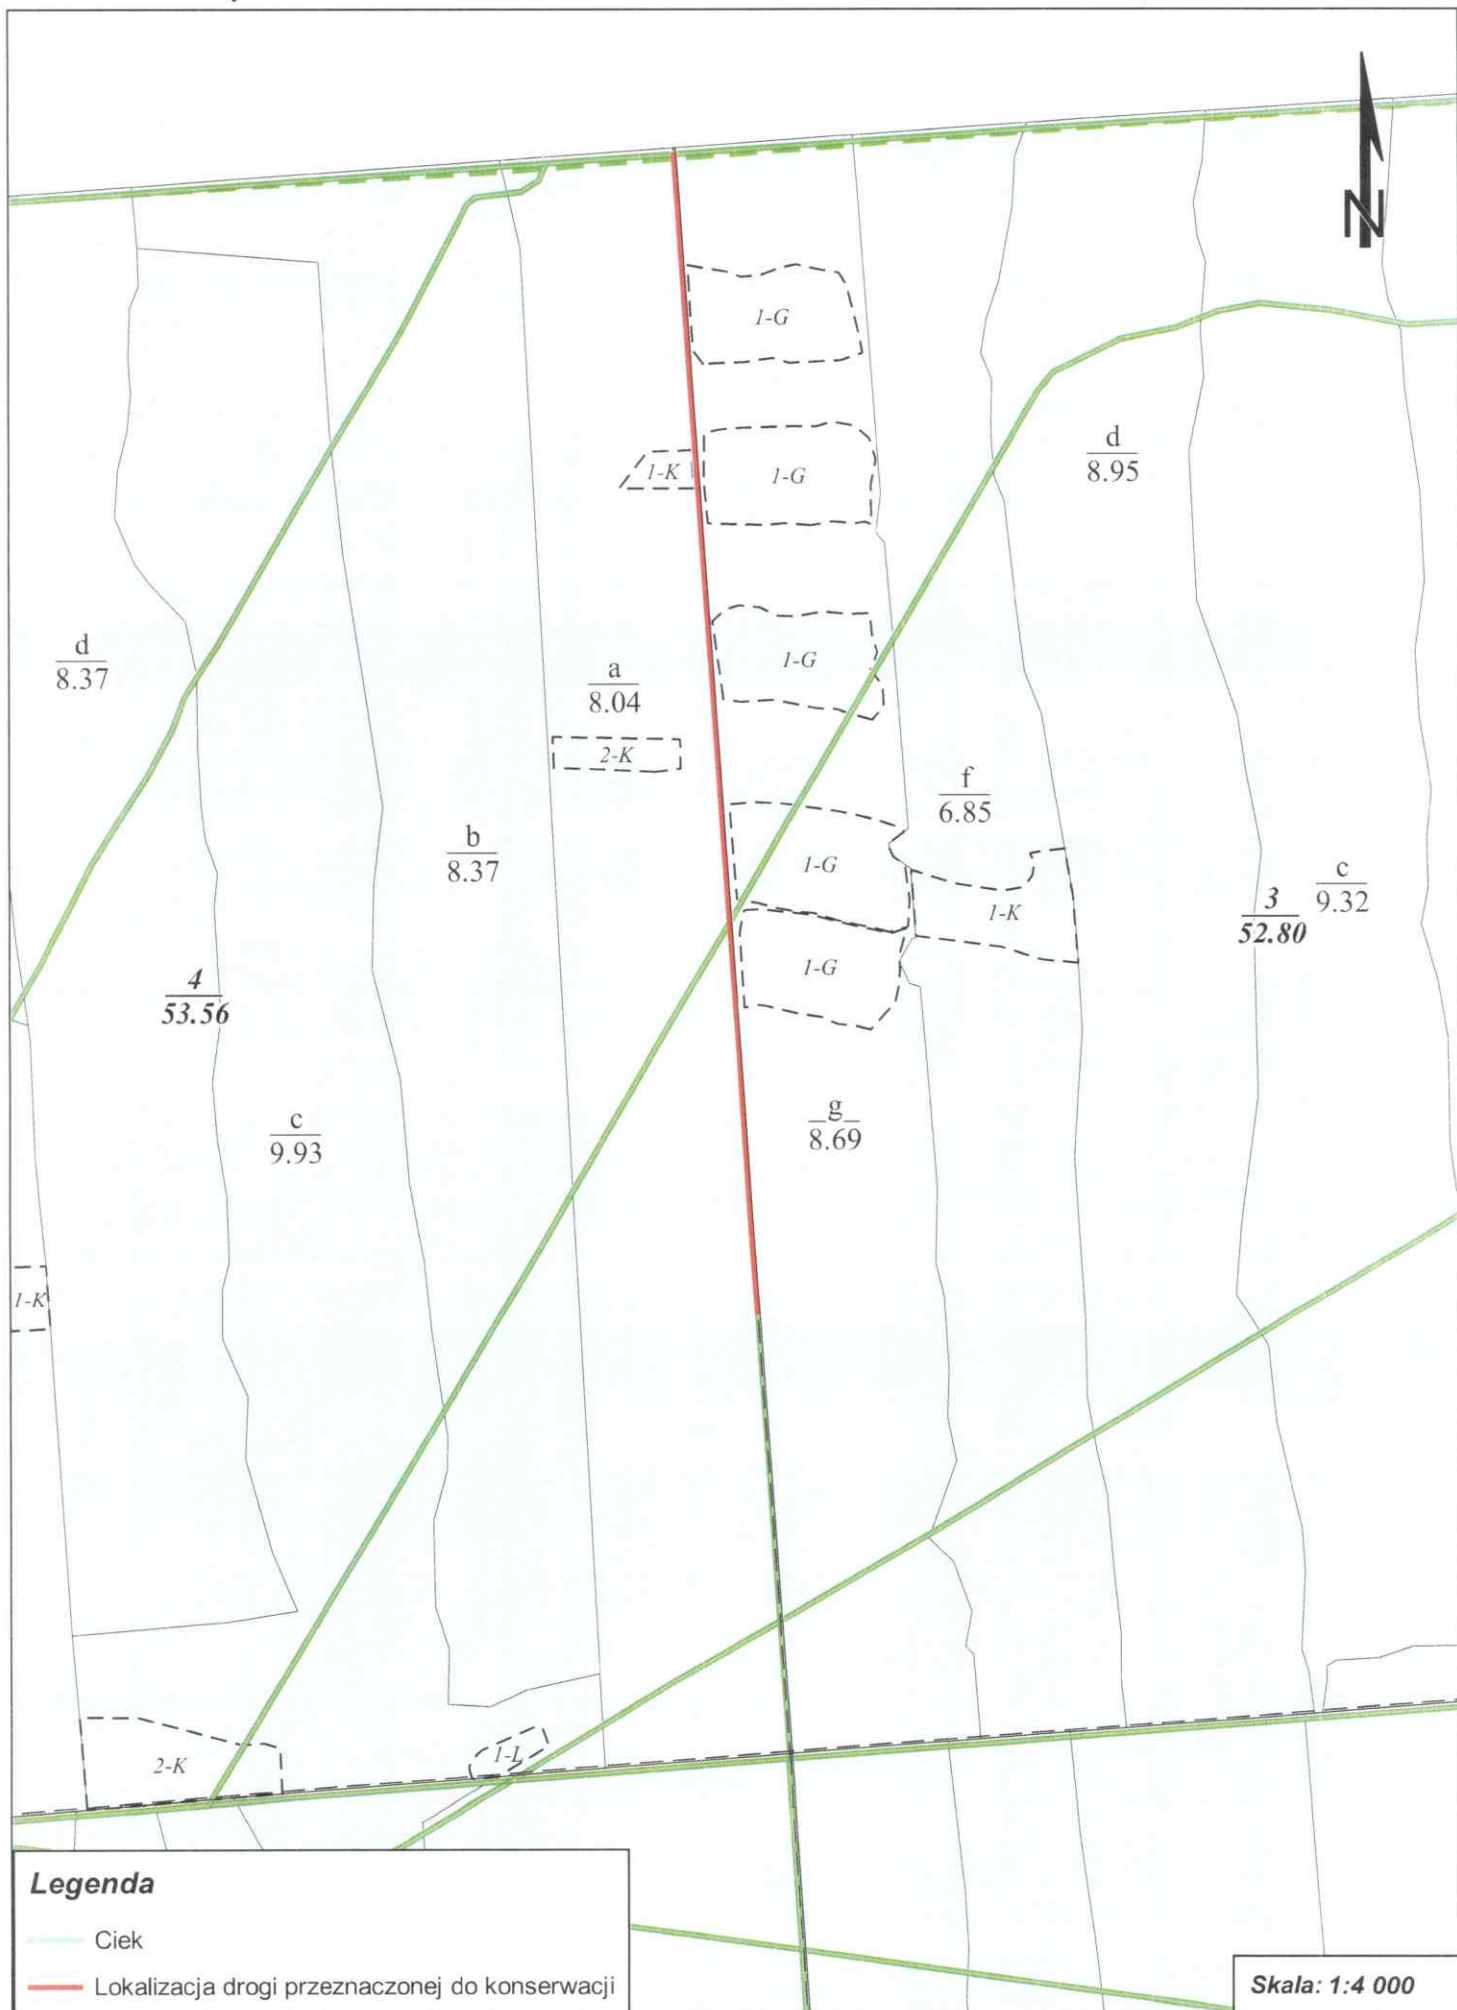 N
1-G
d
8.95
1-K
1-G
d
8.37
1-G
a
8.04
2-K
f
6.85
b
8.37
1-G
1-K
3
52.80
c
9.32
1-G
4
53.56
c
9.93
g
8.69
1-K
2-K
1-L
Legenda
Ciek
Lokalizacja drogi przeznaczonej do konserwacji
Skala: 1:4 000